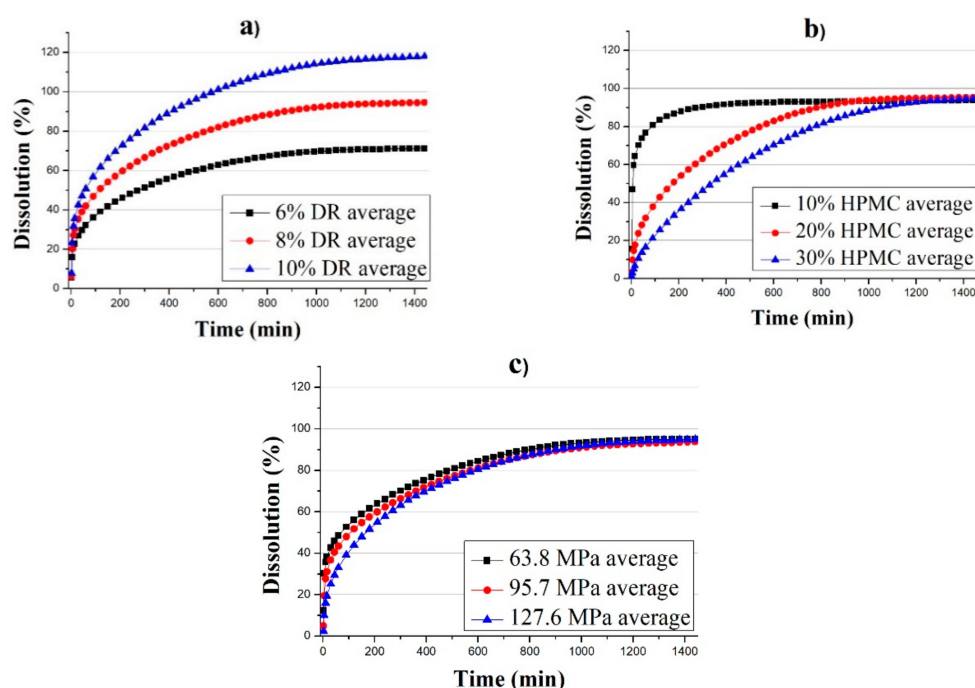 a)
Dissolution (%)
120
100
80
60
40
20
0
6% DR average
8% DR average
10% DR average
0 200 400 600 800 1000 1200 1400
Time (min)
b)
Dissolution (%)
120
100
80
60
40
20
0
10% HPMC average
20% HPMC average
30% HPMC average
0 200 400 600 800 1000 1200 1400
Time (min)
c)
Dissolution (%)
120
100
80
60
40
20
0
63.8 MPa average
95.7 MPa average
127.6 MPa average
0 200 400 600 800 1000 1200 1400
Time (min)